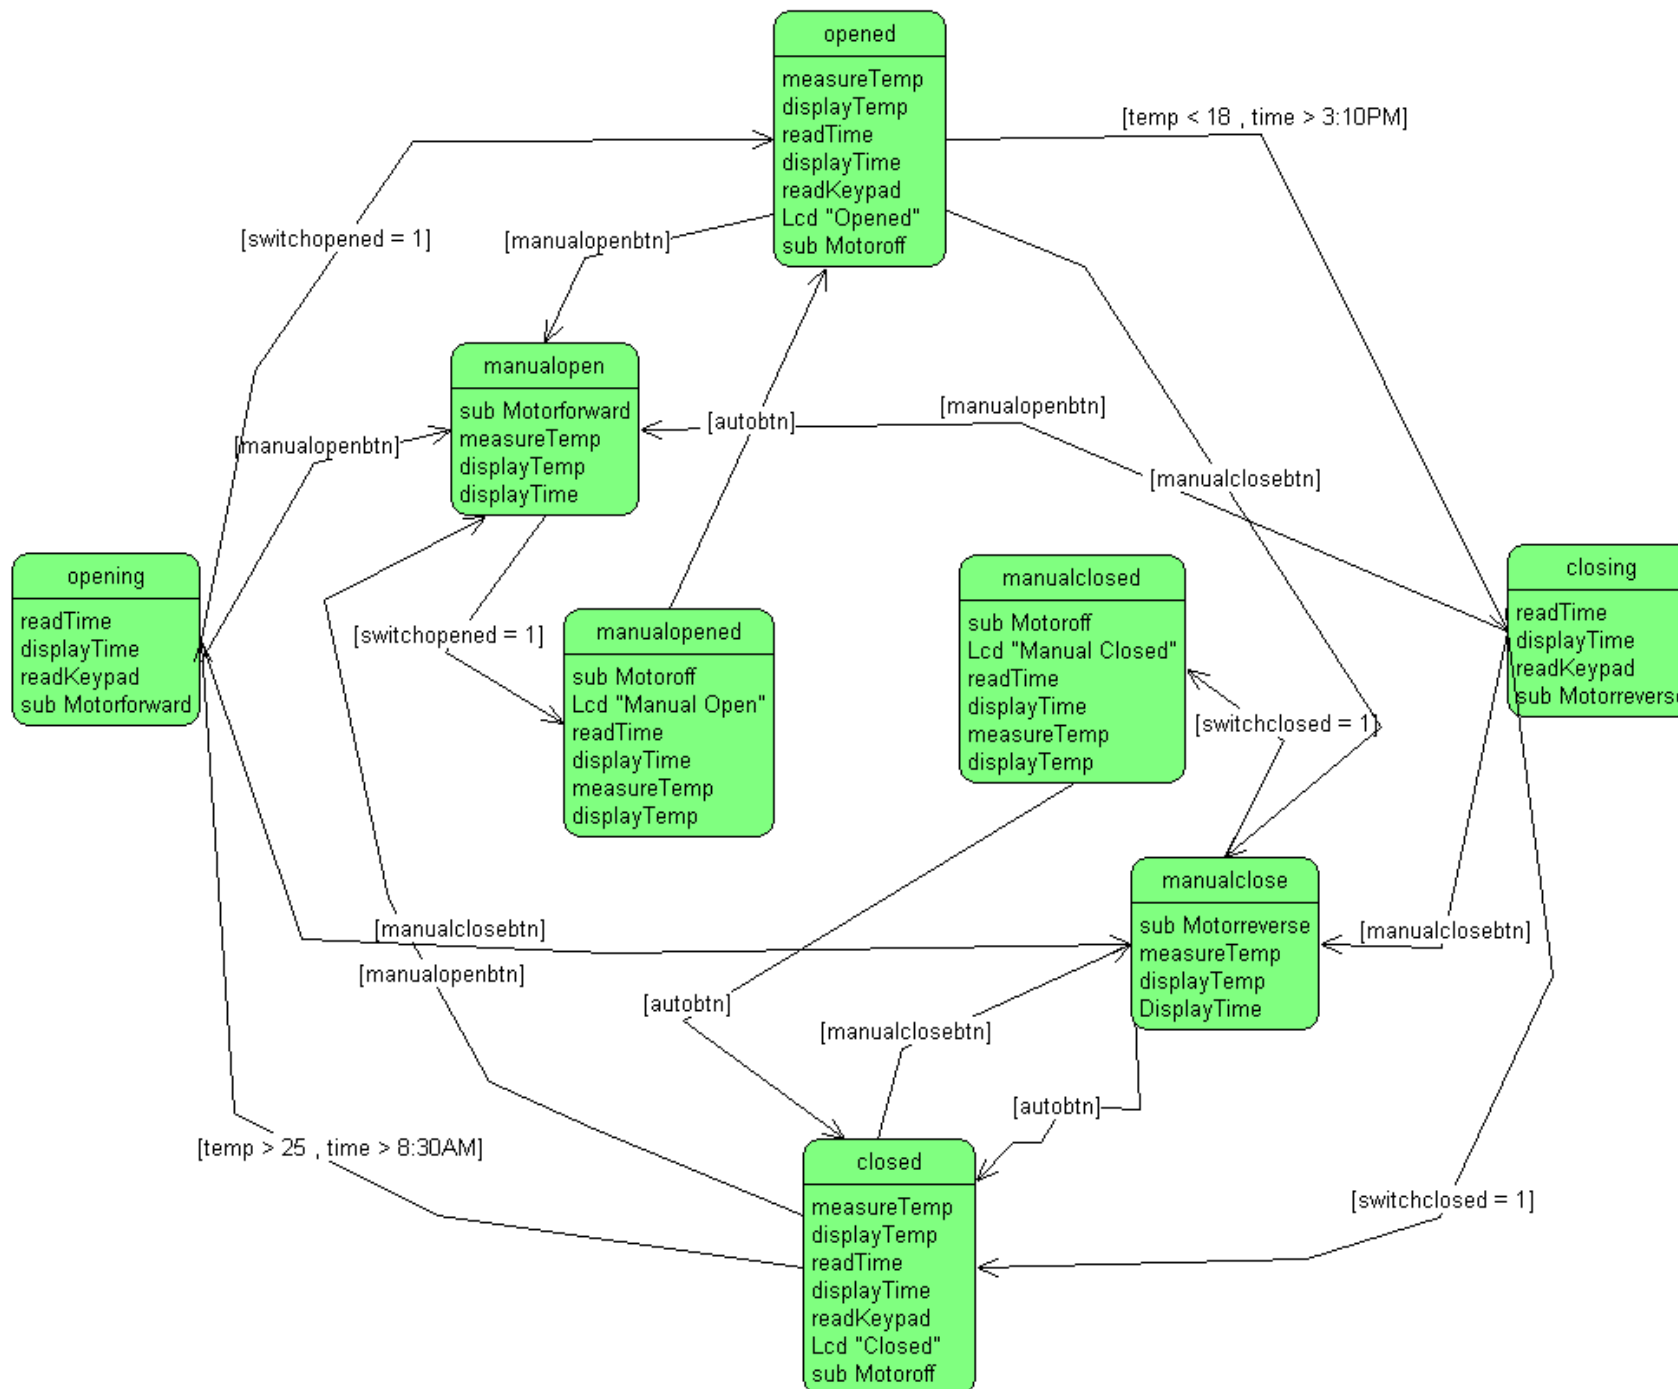 opened
measureTemp
displayTemp
readTime
displayTime
readKeypad
Lcd "Opened"
sub Motoroff
[temp < 18 , time > 3:10PM]
[switchopened = 1]
[manualopenbtn]
manualopen
sub Motorforward
measureTemp
displayTemp
displayTime
[manualopenbtn]
[autobtn]
[manualopenbtn]
[manualclosebtn]
opening
readTime
displayTime
readKeypad
sub Motorforward
[switchopened = 1]
manualopened
sub Motoroff
Lcd "Manual Open"
readTime
displayTime
measureTemp
displayTemp
manualclosed
sub Motoroff
Lcd "Manual Closed"
readTime
displayTime
measureTemp
displayTemp
closing
readTime
displayTime
readKeypad
sub Motorreverse
[switchclosed = 1]
manualclose
sub Motorreverse
measureTemp
displayTemp
DisplayTime
[manualclosebtn]
[manualclosebtn]
[manualopenbtn]
[autobtn]
[manualclosebtn]
[autobtn]
[temp > 25 , time > 8:30AM]
closed
measureTemp
displayTemp
readTime
displayTime
readKeypad
Lcd "Closed"
sub Motoroff
[switchclosed = 1]